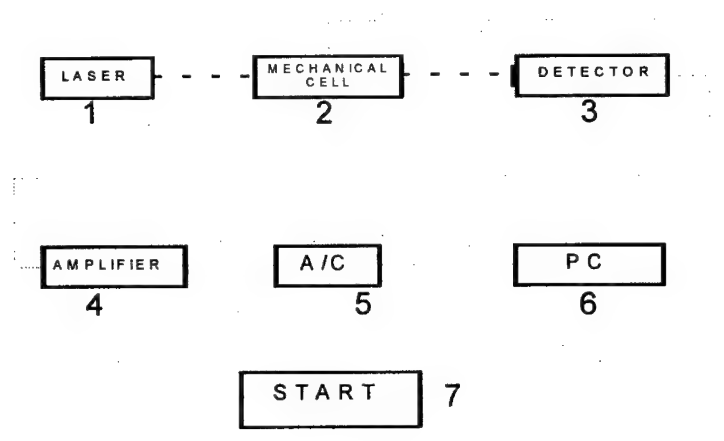 LASER
MECHANICAL
CELL
DETECTOR
1
2
3
AMPLIFIER
A/C
PC
4
5
6
START
7